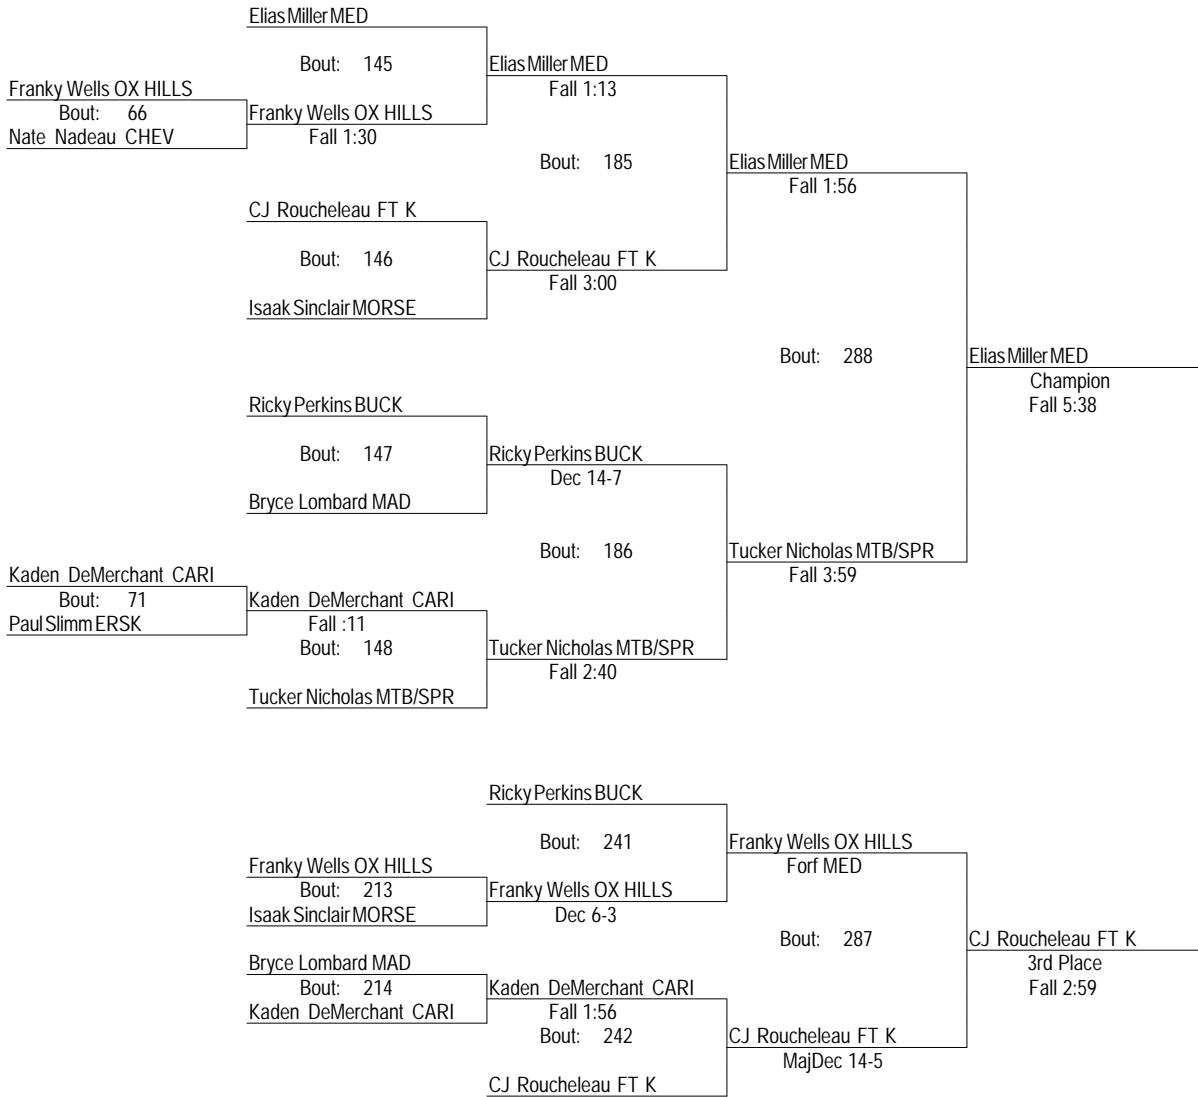 Elias Miller MED
Bout: 145
Elias Miller MED
Franky Wells OX HILLS
Fall 1:13
Bout: 66
Franky Wells OX HILLS
Nate Nadeau CHEV
Fall 1:30
Bout: 185
Elias Miller MED
Fall 1:56
CJ Roucheleau FT K
Bout: 146
CJ Roucheleau FT K
Fall 3:00
Isaak Sinclair MORSE
Bout: 288
Elias Miller MED
Champion
Fall 5:38
Ricky Perkins BUCK
Bout: 147
Ricky Perkins BUCK
Dec 14-7
Bryce Lombard MAD
Bout: 186
Tucker Nicholas MTB/SPR
Fall 3:59
Kaden DeMerchant CARI
Bout: 71
Kaden DeMerchant CARI
Paul Slimm ERSK
Fall :11
Bout: 148
Tucker Nicholas MTB/SPR
Fall 2:40
Tucker Nicholas MTB/SPR
Ricky Perkins BUCK
Bout: 241
Franky Wells OX HILLS
Forf MED
Franky Wells OX HILLS
Bout: 213
Franky Wells OX HILLS
Isaak Sinclair MORSE
Dec 6-3
Bout: 287
CJ Roucheleau FT K
3rd Place
Fall 2:59
Bryce Lombard MAD
Bout: 214
Kaden DeMerchant CARI
Kaden DeMerchant CARI
Fall 1:56
Bout: 242
CJ Roucheleau FT K
MajDec 14-5
CJ Roucheleau FT K